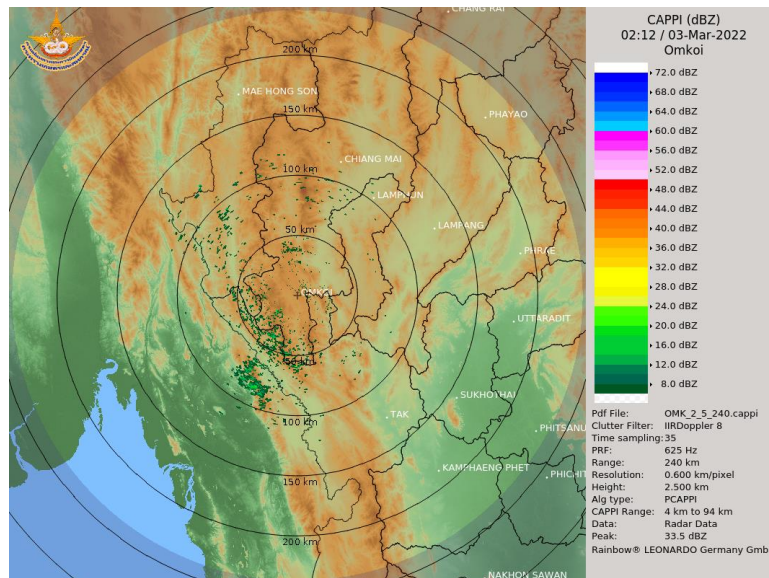 CHANG RAI
200 km
MAE HONG SON
150 km
PHAYAO
CHIANG MAI
100 km
LAMPHUN
50 km
LAMPANG
PHRAE
OMKOI
UTTARADIT
50 km
SUKHOTHAI
100 km
TAK
PHITSANU
KAMPHAENG PHET
PHICHIT
150 km
200 km
NAKHON SAWAN
CAPPI (dBZ)
02:12 / 03-Mar-2022
Omkoi
72.0 dBZ
68.0 dBZ
64.0 dBZ
60.0 dBZ
56.0 dBZ
52.0 dBZ
48.0 dBZ
44.0 dBZ
40.0 dBZ
36.0 dBZ
32.0 dBZ
28.0 dBZ
24.0 dBZ
20.0 dBZ
16.0 dBZ
12.0 dBZ
8.0 dBZ
Pdf File: OMK_2_5_240.cappi
Clutter Filter: IIRDoppler 8
Time sampling:35
PRF: 625 Hz
Range: 240 km
Resolution: 0.600 km/pixel
Height: 2.500 km
Alg type: PCAPPI
CAPPI Range: 4 km to 94 km
Data: Radar Data
Peak: 33.5 dBZ
Rainbow® LEONARDO Germany Gmb